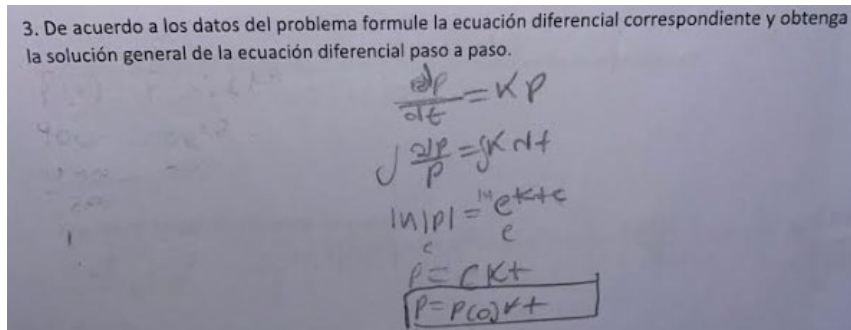 3. De acuerdo a los datos del problema formule la ecuación diferencial correspondiente y obtenga
la solución general de la ecuación diferencial paso a paso.
dp/dt = KP
∫ dp/p = ∫K dt
ln|p| = e^kt+c
P = CKt
P = P(0)kt